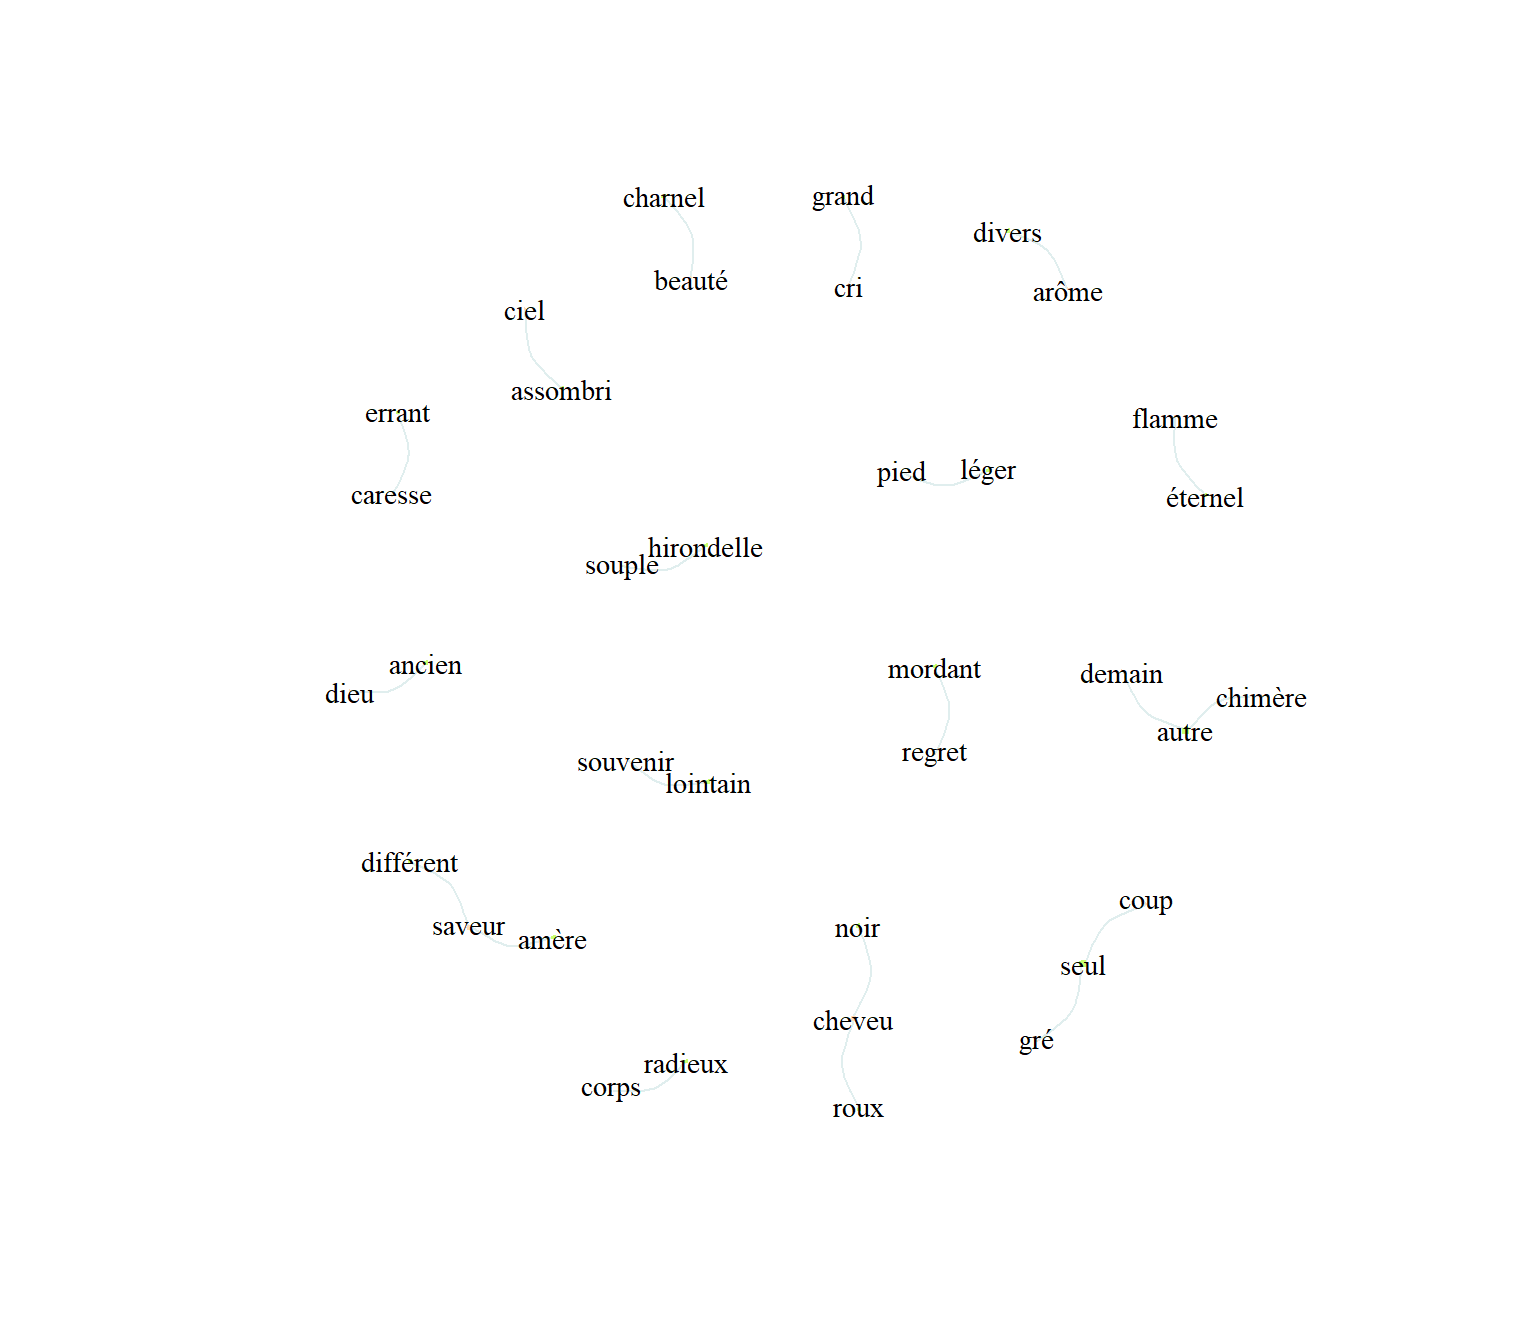 charnel
grand
divers
beauté
cri
arôme
ciel
assombri
errant
flamme
caresse
pied
léger
éternel
hirondelle
souple
ancien
dieu
mordant
demain
chimère
autre
regret
souvenir
lointain
différent
saveur
amère
noir
coup
seul
cheveu
gré
radieux
corps
roux